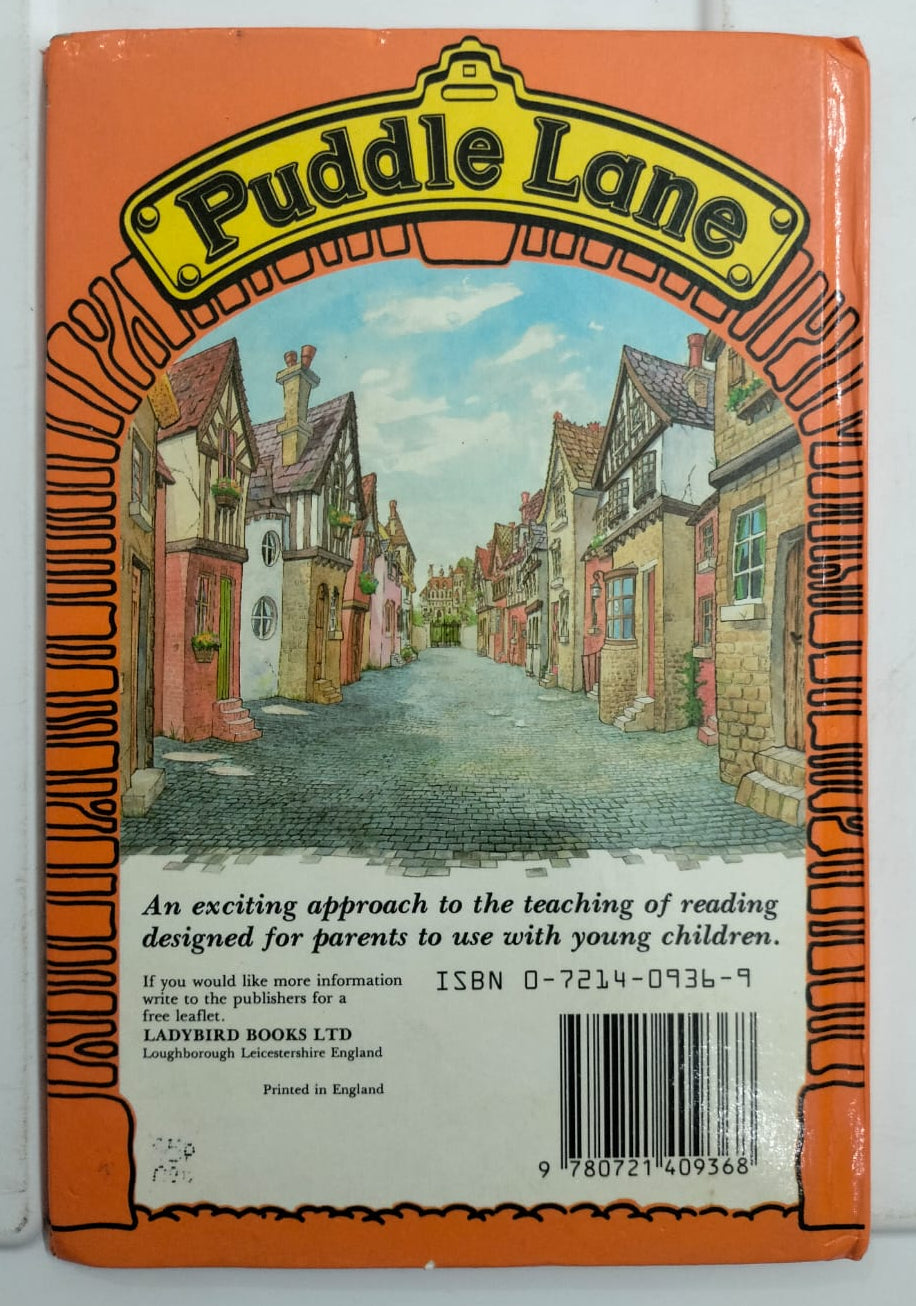 Puddle Lane
An exciting approach to the teaching of reading
designed for parents to use with young children.
If you would like more information
write to the publishers for a
free leaflet.
LADYBIRD BOOKS LTD
Loughborough Leicestershire England
Printed in England
ISBN 0-7214-0936-9
9 780721 409368